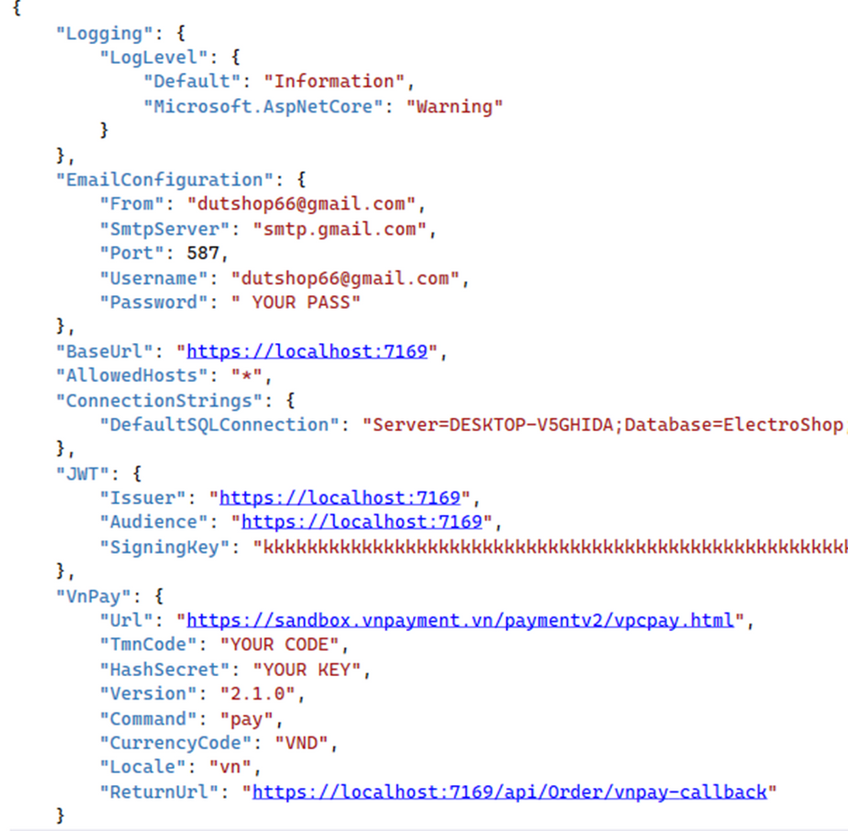 {
    "Logging": {
        "LogLevel": {
            "Default": "Information",
            "Microsoft.AspNetCore": "Warning"
        }
    },
    "EmailConfiguration": {
        "From": "dutshop66@gmail.com",
        "SmtpServer": "smtp.gmail.com",
        "Port": 587,
        "Username": "dutshop66@gmail.com",
        "Password": " YOUR PASS"
    },
    "BaseUrl": "https://localhost:7169",
    "AllowedHosts": "*",
    "ConnectionStrings": {
        "DefaultSQLConnection": "Server=DESKTOP-V5GHIDA;Database=ElectroShop;
    },
    "JWT": {
        "Issuer": "https://localhost:7169",
        "Audience": "https://localhost:7169",
        "SigningKey": "kkkkkkkkkkkkkkkkkkkkkkkkkkkkkkkkkkkkkkkkkkkkkkkkkkkkkk
    },
    "VnPay": {
        "Url": "https://sandbox.vnpayment.vn/paymentv2/vpcpay.html",
        "TmnCode": "YOUR CODE",
        "HashSecret": "YOUR KEY",
        "Version": "2.1.0",
        "Command": "pay",
        "CurrencyCode": "VND",
        "Locale": "vn",
        "ReturnUrl": "https://localhost:7169/api/Order/vnpay-callback"
    }